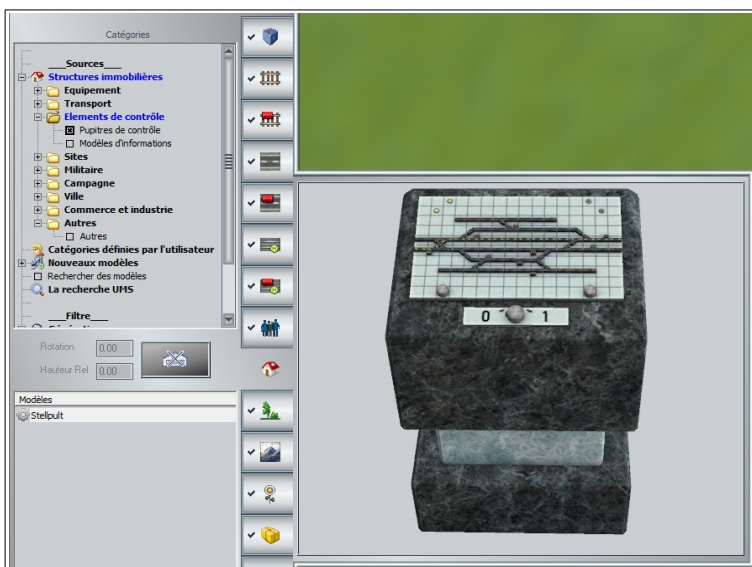 Catégories
___Sources___
Structures immobilières
Equipement
Transport
Elements de contrôle
Pupitres de contrôle
Modèles d'informations
Sites
Militaire
Campagne
Ville
Commerce et industrie
Autres
Autres
Catégories définies par l'utilisateur
Nouveaux modèles
Rechercher des modèles
La recherche UMS
___Filtre___
Rotation 0.00
Hauteur Rel 0.00
Modèles
Stellpult
0 1